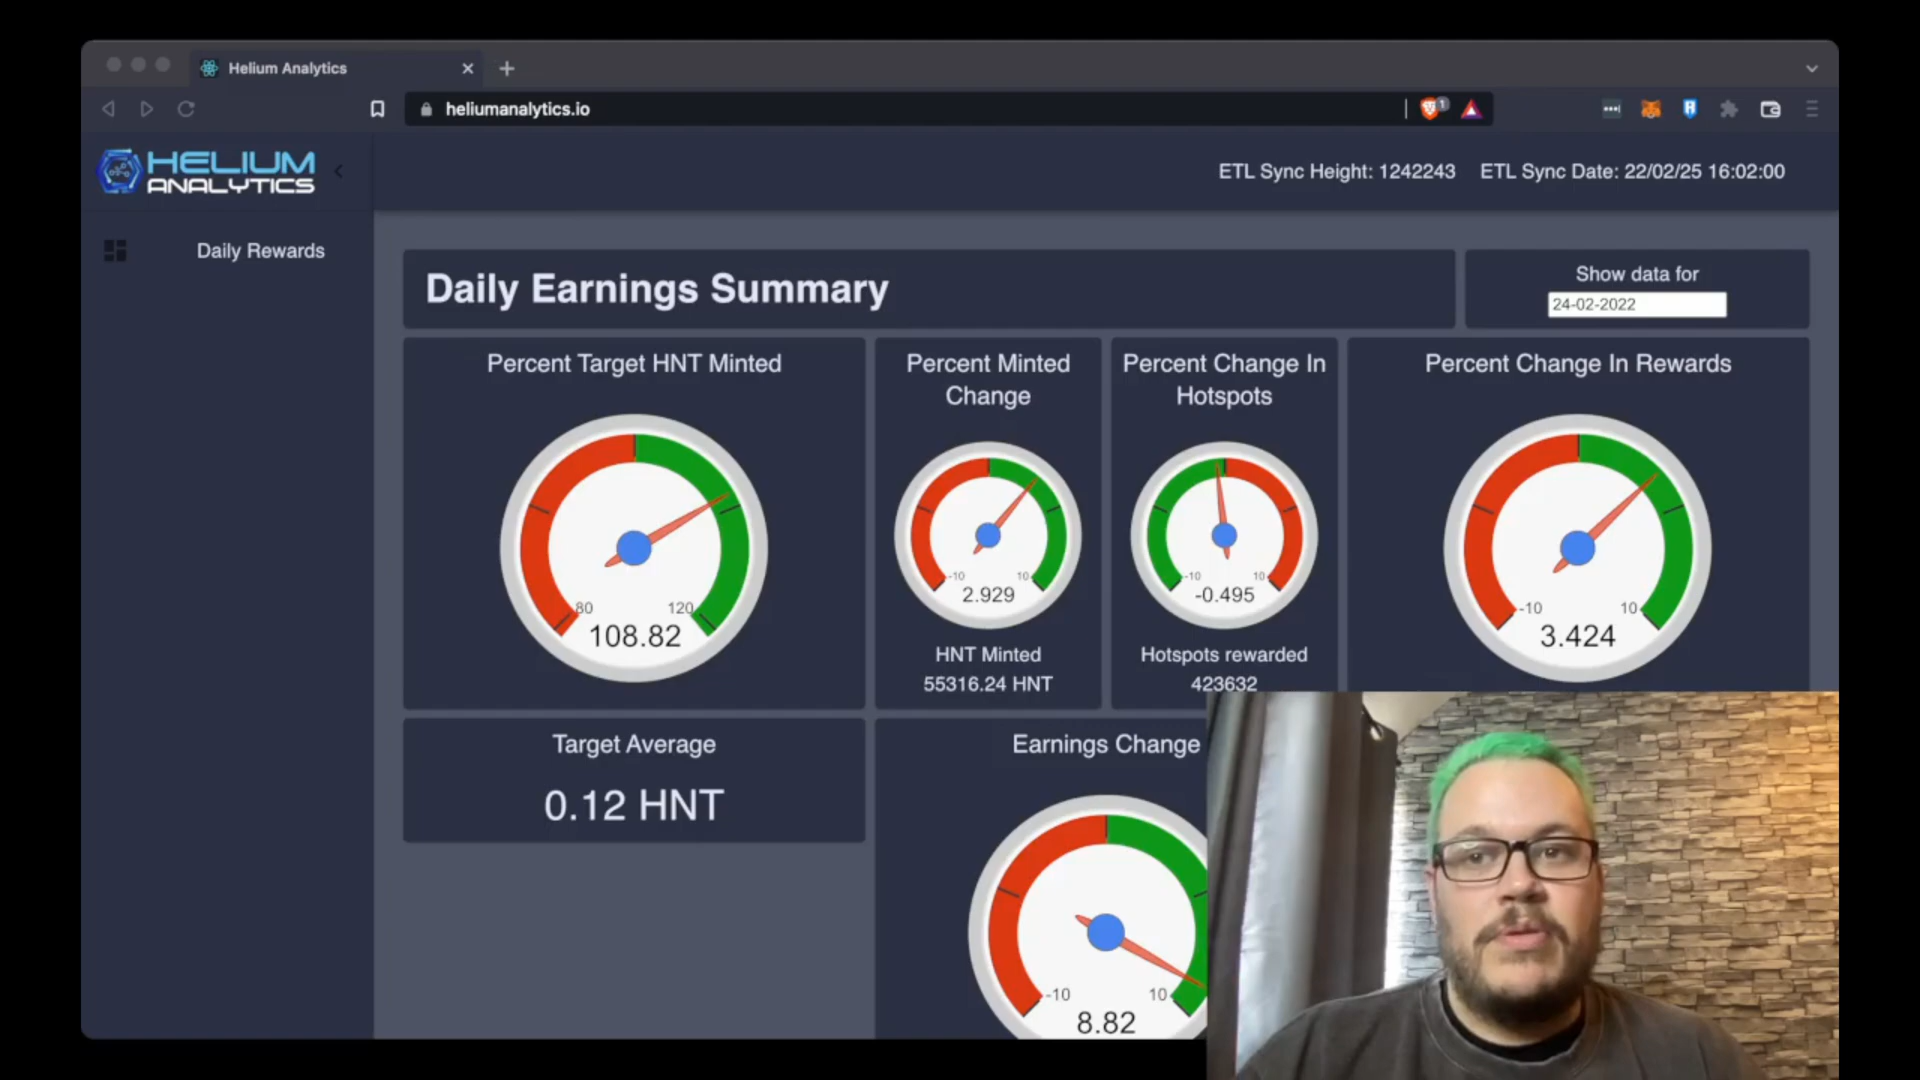 Helium Analytics
heliumanalytics.io
1
HELIUM
ANALYTICS
ETL Sync Height: 1242243 ETL Sync Date: 22/02/25 16:02:00
Daily Rewards
Daily Earnings Summary
Show data for
24-02-2022
Percent Target HNT Minted
80
120
108.82
Percent Minted
Change
-10
10
2.929
HNT Minted
55316.24 HNT
Percent Change In
Hotspots
-10
10
-0.495
Hotspots rewarded
423632
Percent Change In Rewards
-10
10
3.424
Target Average
0.12 HNT
Earnings Change
-10
10
8.82